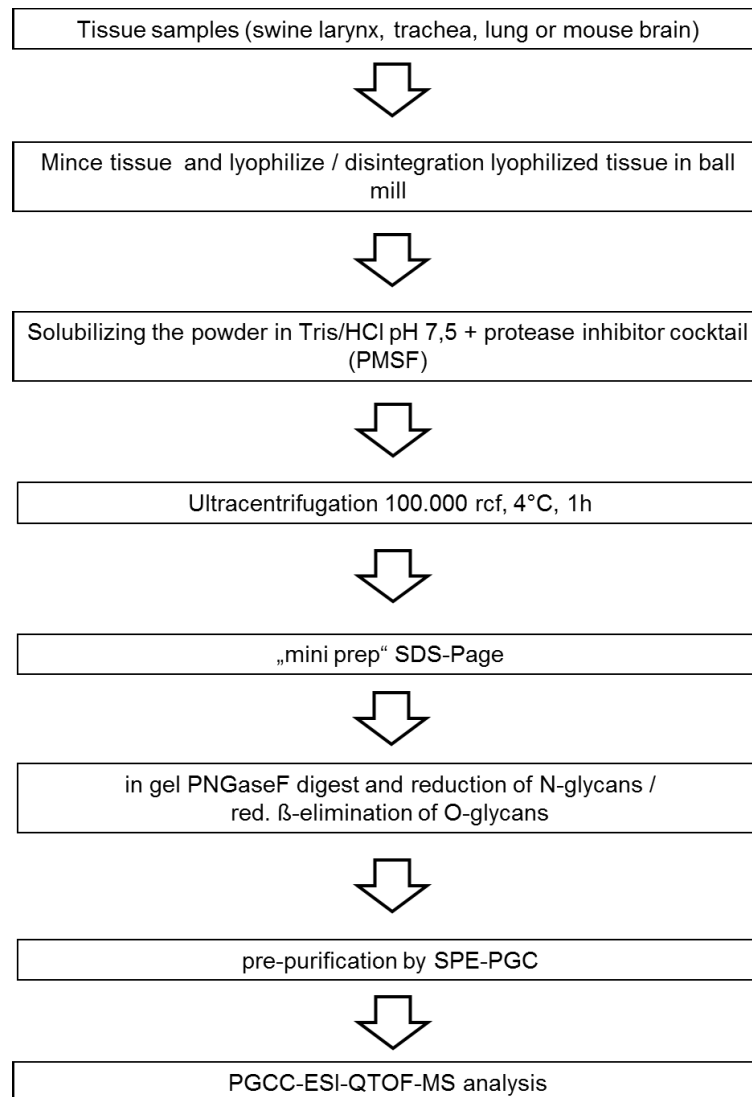 Tissue samples (swine larynx, trachea, lung or mouse brain)
Mince tissue and lyophilize / disintegration lyophilized tissue in ball
mill
Solubilizing the powder in Tris/HCl pH 7,5 + protease inhibitor cocktail
(PMSF)
Ultracentrifugation 100.000 rcf, 4°C, 1h
„mini prep“ SDS-Page
in gel PNGaseF digest and reduction of N-glycans /
red. ß-elimination of O-glycans
pre-purification by SPE-PGC
PGCC-ESI-QTOF-MS analysis